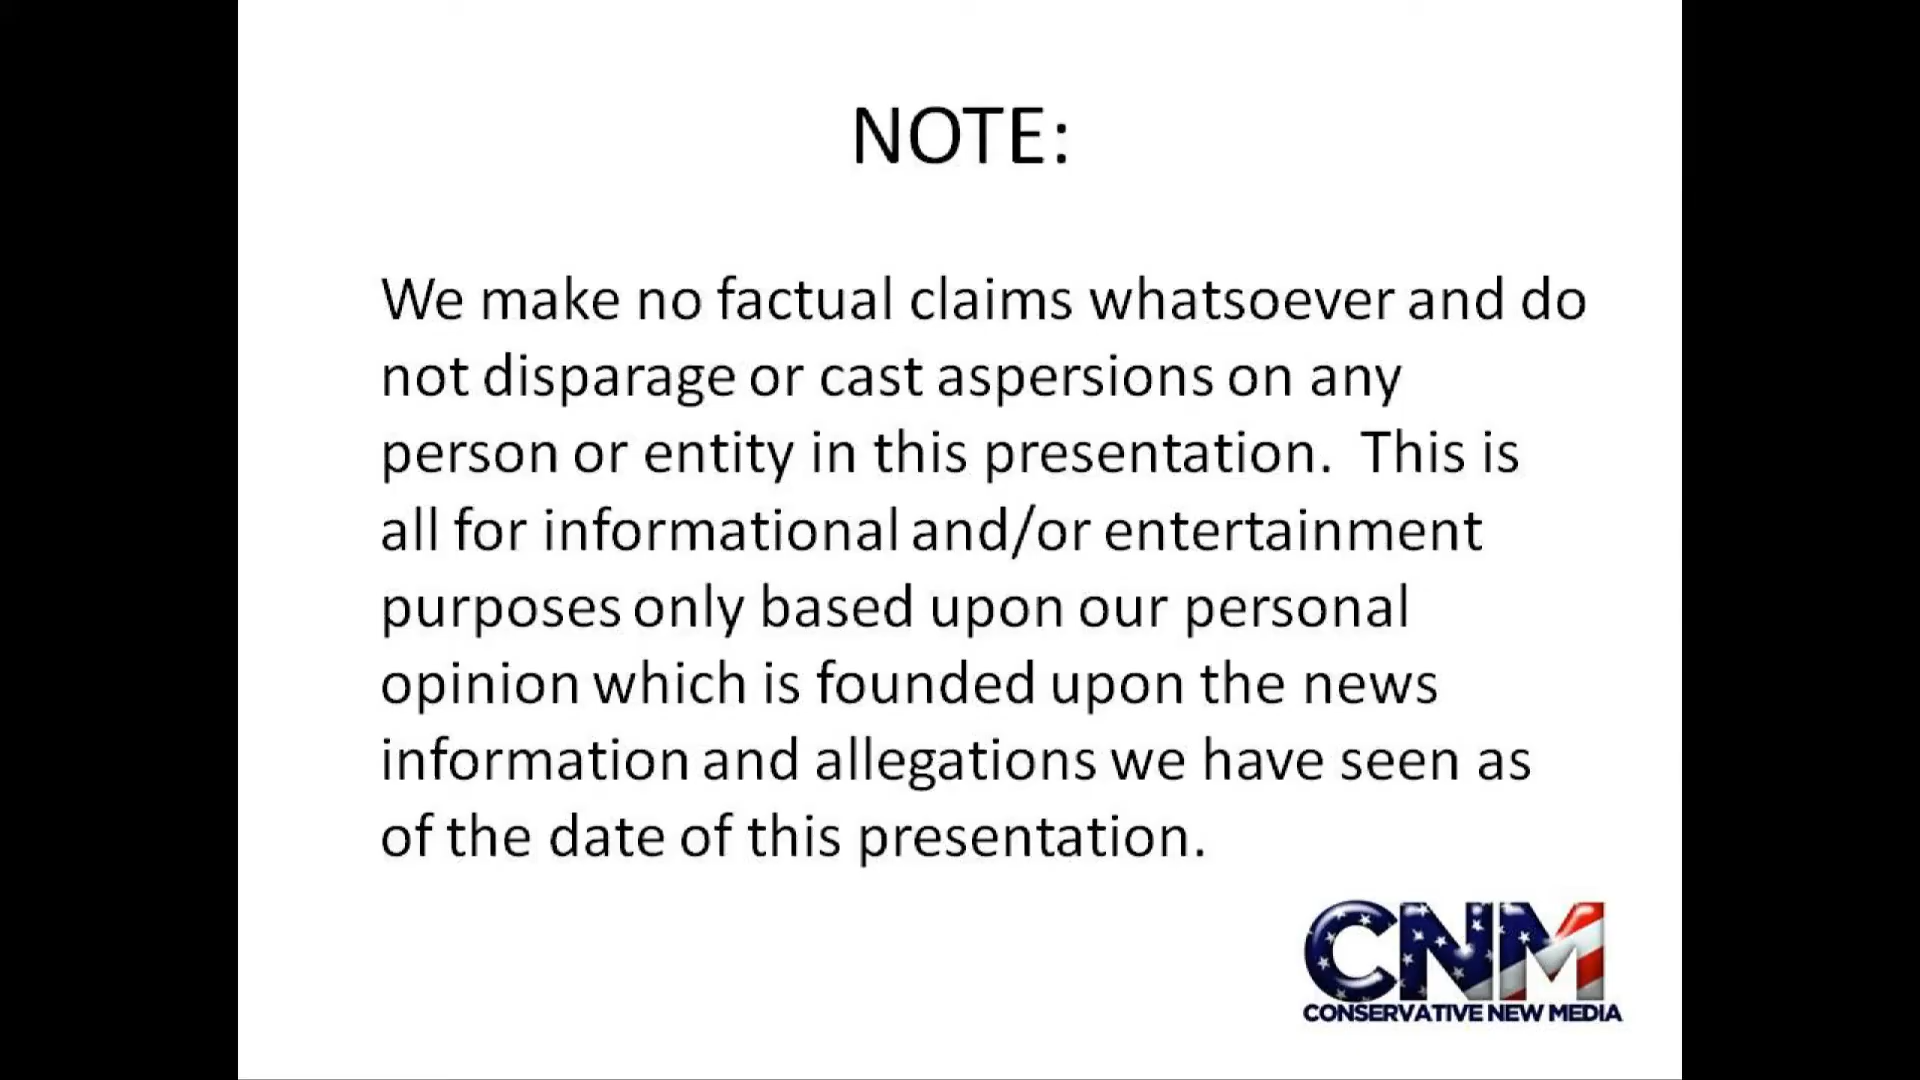 NOTE:
We make no factual claims whatsoever and do
not disparage or cast aspersions on any
person or entity in this presentation.  This is
all for informational and/or entertainment
purposes only based upon our personal
opinion which is founded upon the news
information and allegations we have seen as
of the date of this presentation.
CNM
CONSERVATIVE NEW MEDIA